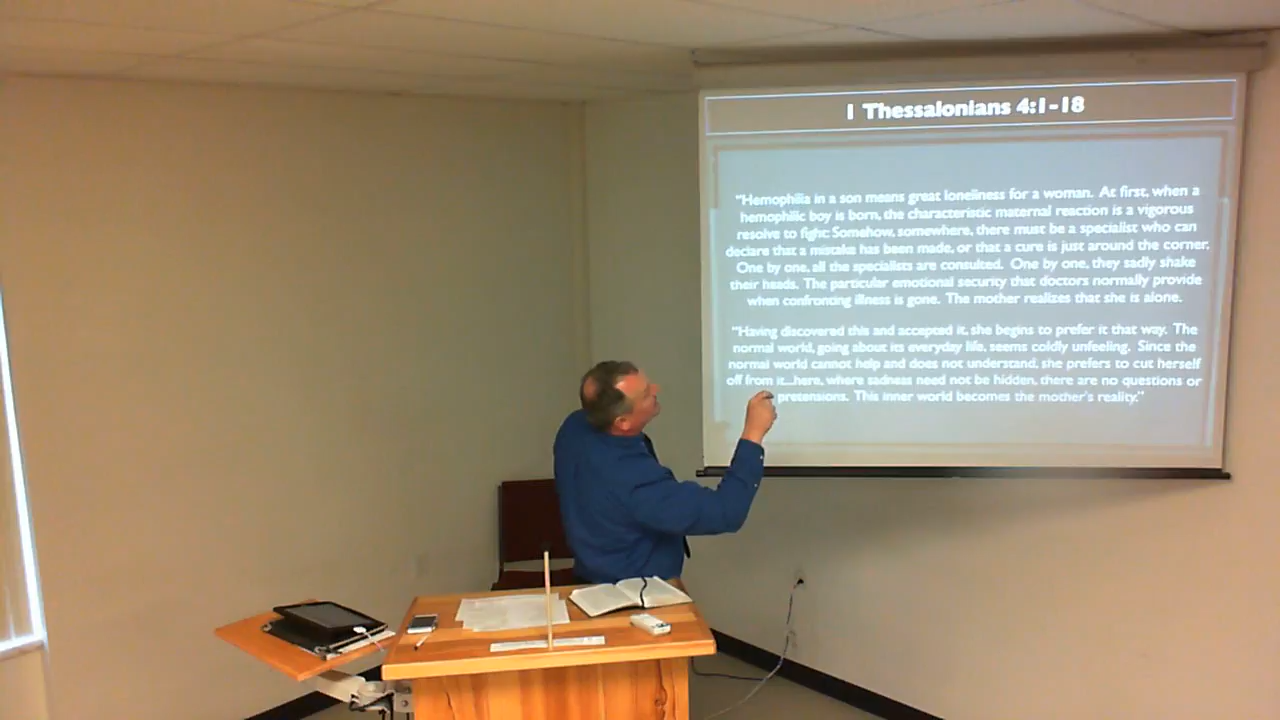 1 Thessalonians 4:1-18
"Hemophilia in a son means great loneliness for a woman. At first, when a
hemophilic boy is born, the characteristic maternal reaction is a vigorous
resolve to fight: Somehow, somewhere, there must be a specialist who can
declare that a mistake has been made, or that a cure is just around the corner.
One by one, all the specialists are consulted. One by one, they sadly shake
their heads. The particular emotional security that doctors normally provide
when confronting illness is gone. The mother realizes that she is alone.
"Having discovered this and accepted it, she begins to prefer it that way. The
normal world, going about its everyday life, seems coldly unfeeling. Since the
normal world cannot help and does not understand, she prefers to cut herself
off from it...here, where sadness need not be hidden, there are no questions or
pretensions. This inner world becomes the mother's reality."